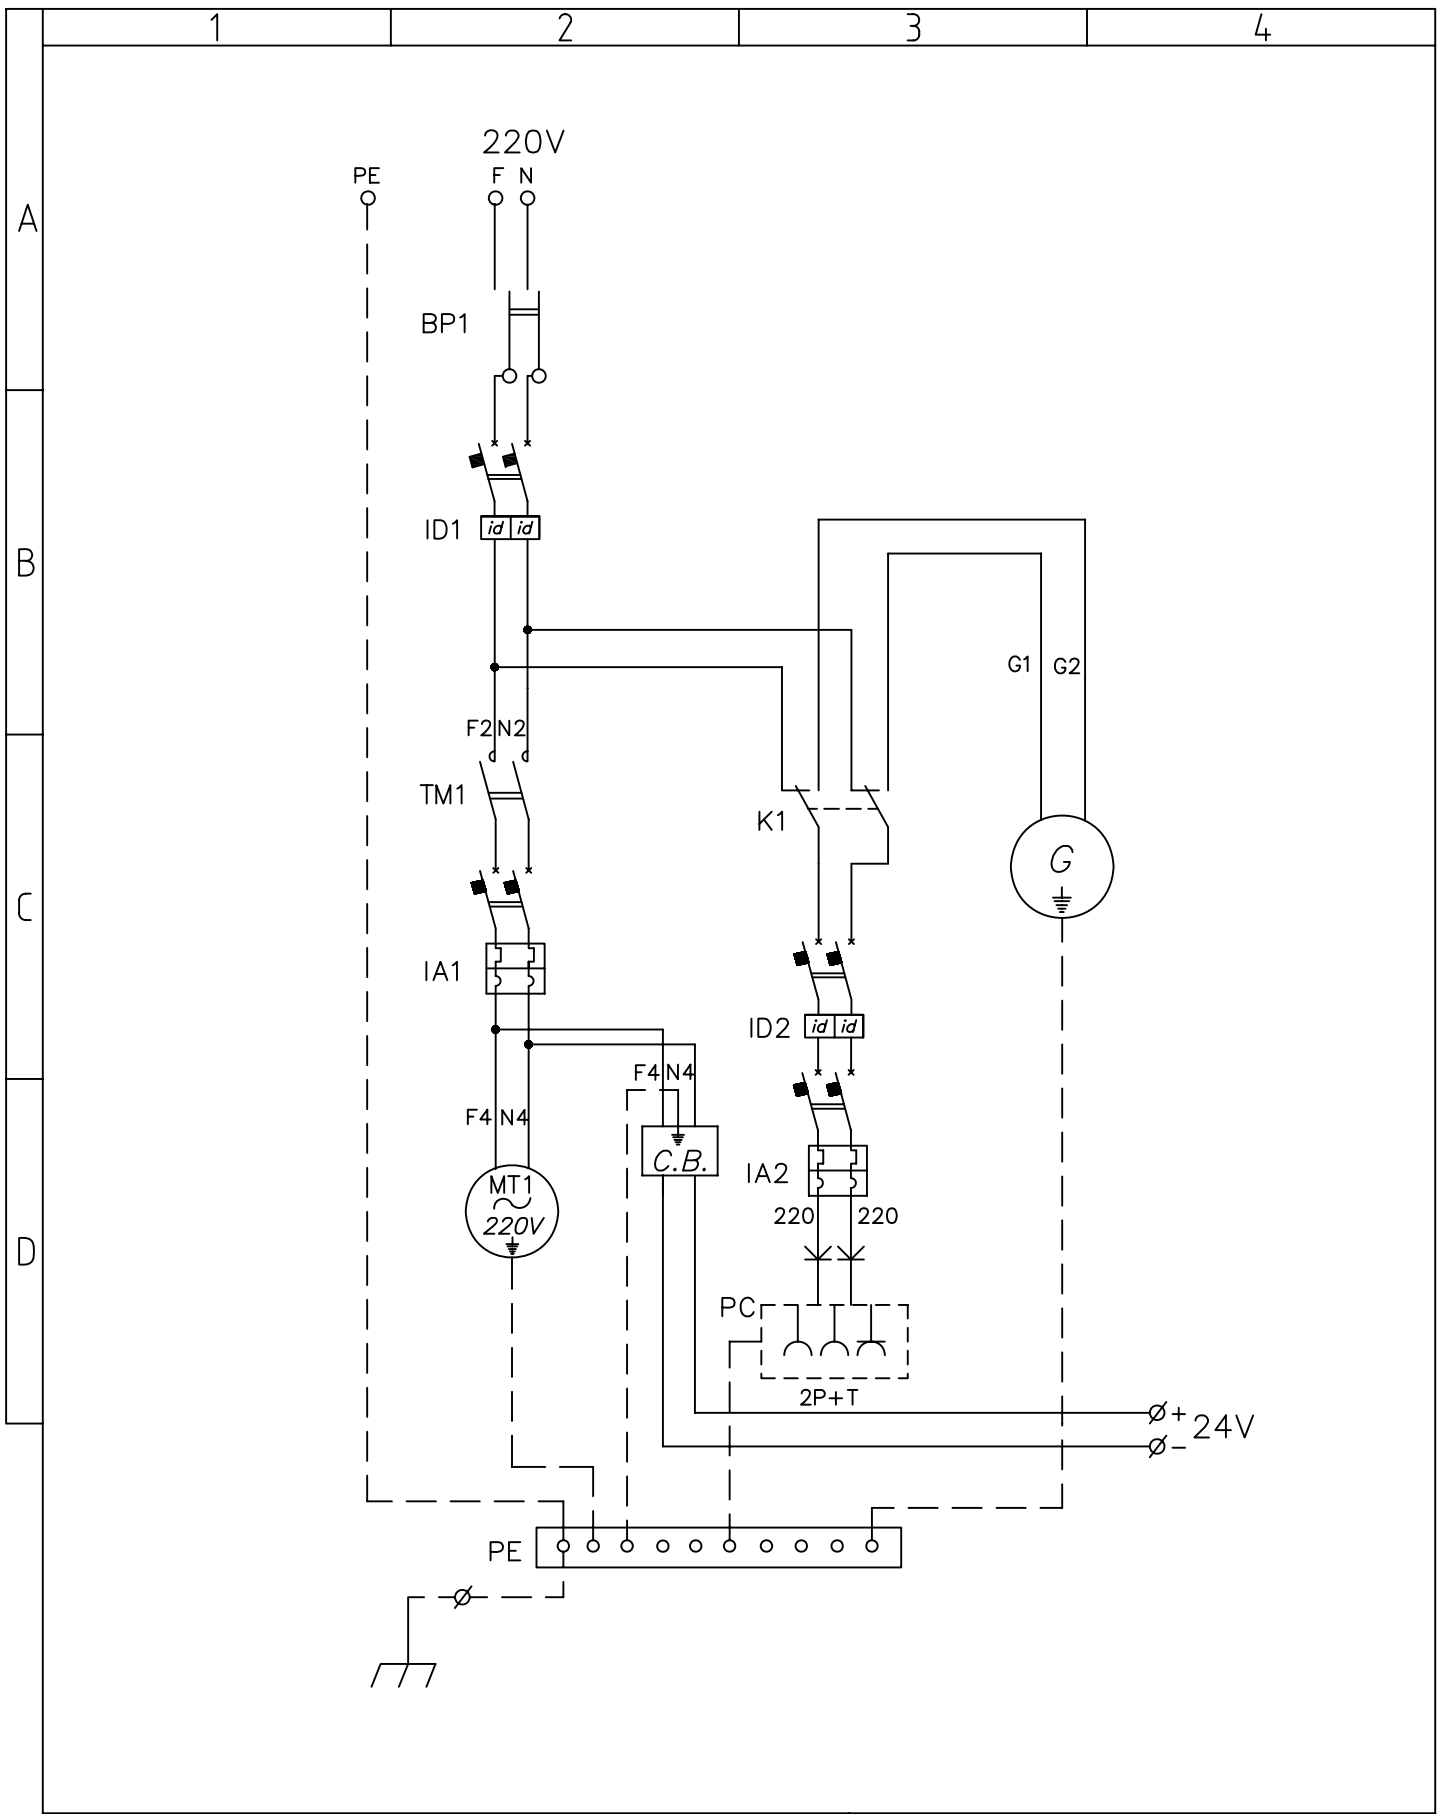 1 2 3 4
A
220V
PE F N
BP1
B
ID1 id id
G1 G2
F2 N2
C
TM1
K1
G
IA1
ID2 id id
F4 N4
F4 N4
C.B.
IA2
MT1
220V
220 220
D
PC
2P+T
+
24V
-
PE